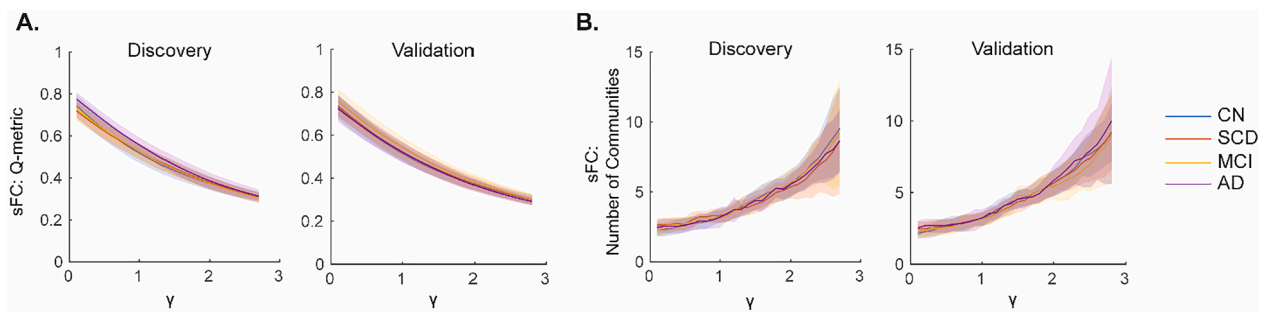 A.
Discovery
Validation
sFC: Q-metric
1
0.8
0.6
0.4
0.2
0
0 1 2 3
γ
1
0.8
0.6
0.4
0.2
0
0 1 2 3
γ
B.
Discovery
Validation
sFC:
Number of Communities
15
10
5
0
0 1 2 3
γ
15
10
5
0
0 1 2 3
γ
CN
SCD
MCI
AD